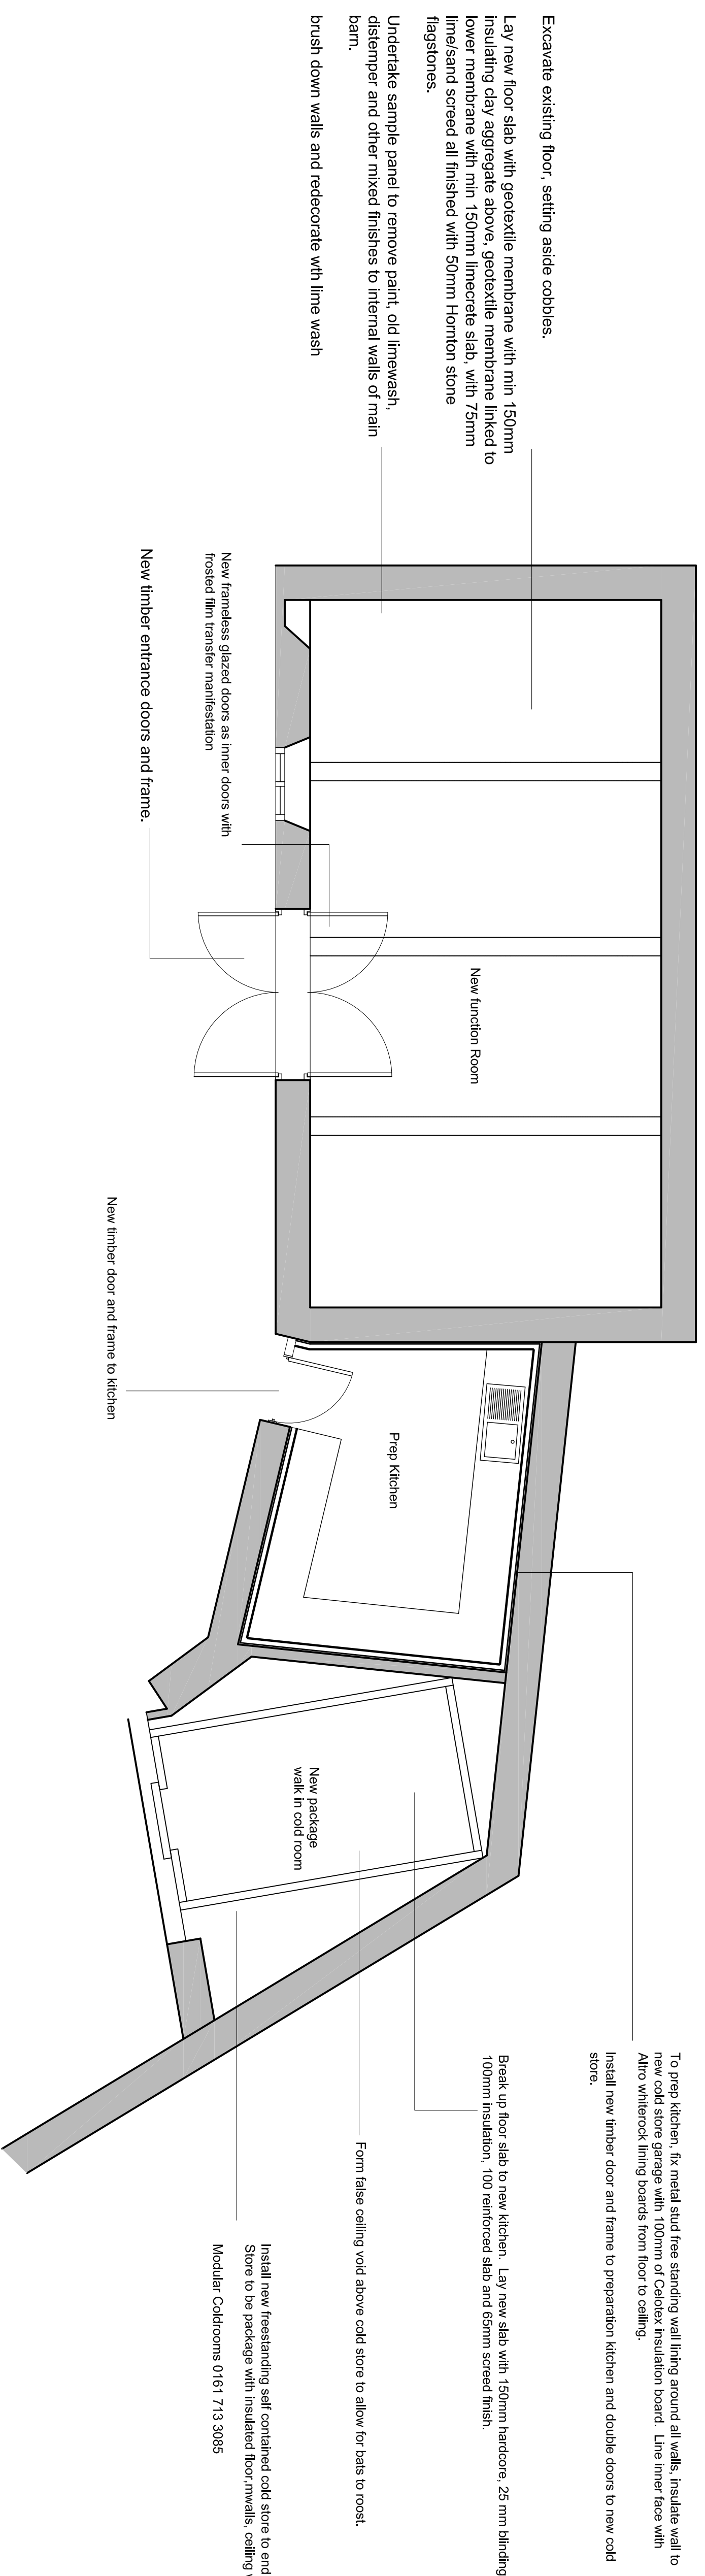 Excavate existing floor, setting aside cobbles.
Lay new floor slab with geotextile membrane with min 150mm
insulating clay aggregate above, geotextile membrane linked to
lower membrane with min 150mm limecrete slab, with 75mm
lime/sand screed all finished with 50mm Hornton stone
flagstones.
Undertake sample panel to remove paint, old limewash,
distemper and other mixed finishes to internal walls of main
barn.
brush down walls and redecorate wth lime wash
New frameless glazed doors as inner doors with
frosted film transfer manifestation
New timber entrance doors and frame.
New function Room
New timber door and frame to kitchen
Prep Kitchen
New package
walk in cold room
To prep kitchen, fix metal stud free standing wall lining around all walls, insulate wall to
new cold store garage with 100mm of Celotex insulation board.  Line inner face with
Altro whiterock lining boards from floor to ceiling.
Install new timber door and frame to preparation kitchen and double doors to new cold
store.
Break up floor slab to new kitchen.  Lay new slab with 150mm hardcore, 25 mm blinding
100mm insulation, 100 reinforced slab and 65mm screed finish.
Form false ceiling void above cold store to allow for bats to roost.
Install new freestanding self contained cold store to end
Store to be package with insulated floor,mwalls, ceiling
Modular Coldrooms 0161 713 3085